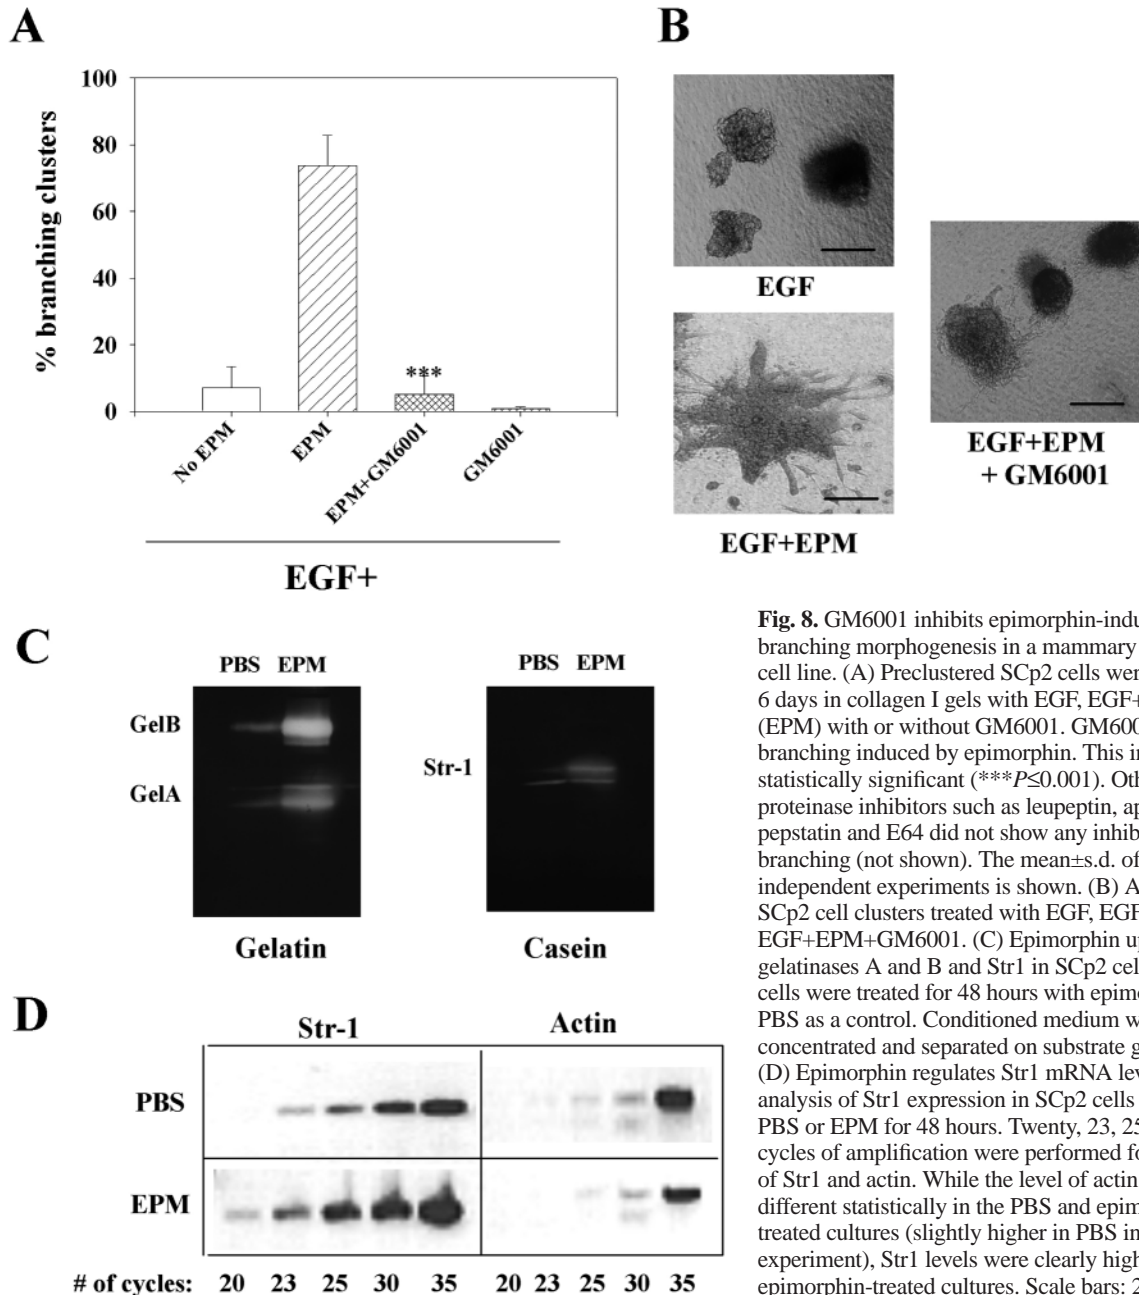 A
B
100
80
60
40
20
0
% branching clusters
***
No EPM
EPM
EPM+GM6001
GM6001
EGF+
EGF
EGF+EPM
EGF+EPM
+ GM6001
C
PBS EPM
GelB
GelA
Gelatin
PBS EPM
Str-1
Casein
D
Str-1
Actin
PBS
EPM
# of cycles: 20 23 25 30 35 20 23 25 30 35
Fig. 8. GM6001 inhibits epimorphin-indu
branching morphogenesis in a mammary
cell line. (A) Preclustered SCp2 cells were
6 days in collagen I gels with EGF, EGF+
(EPM) with or without GM6001. GM600
branching induced by epimorphin. This in
statistically significant (***P≤0.001). Oth
proteinase inhibitors such as leupeptin, ap
pepstatin and E64 did not show any inhib
branching (not shown). The mean±s.d. of
independent experiments is shown. (B) A
SCp2 cell clusters treated with EGF, EGF
EGF+EPM+GM6001. (C) Epimorphin up
gelatinases A and B and Str1 in SCp2 cel
cells were treated for 48 hours with epimo
PBS as a control. Conditioned medium w
concentrated and separated on substrate g
(D) Epimorphin regulates Str1 mRNA lev
analysis of Str1 expression in SCp2 cells
PBS or EPM for 48 hours. Twenty, 23, 25
cycles of amplification were performed fo
of Str1 and actin. While the level of actin
different statistically in the PBS and epim
treated cultures (slightly higher in PBS in
experiment), Str1 levels were clearly high
epimorphin-treated cultures. Scale bars: 2